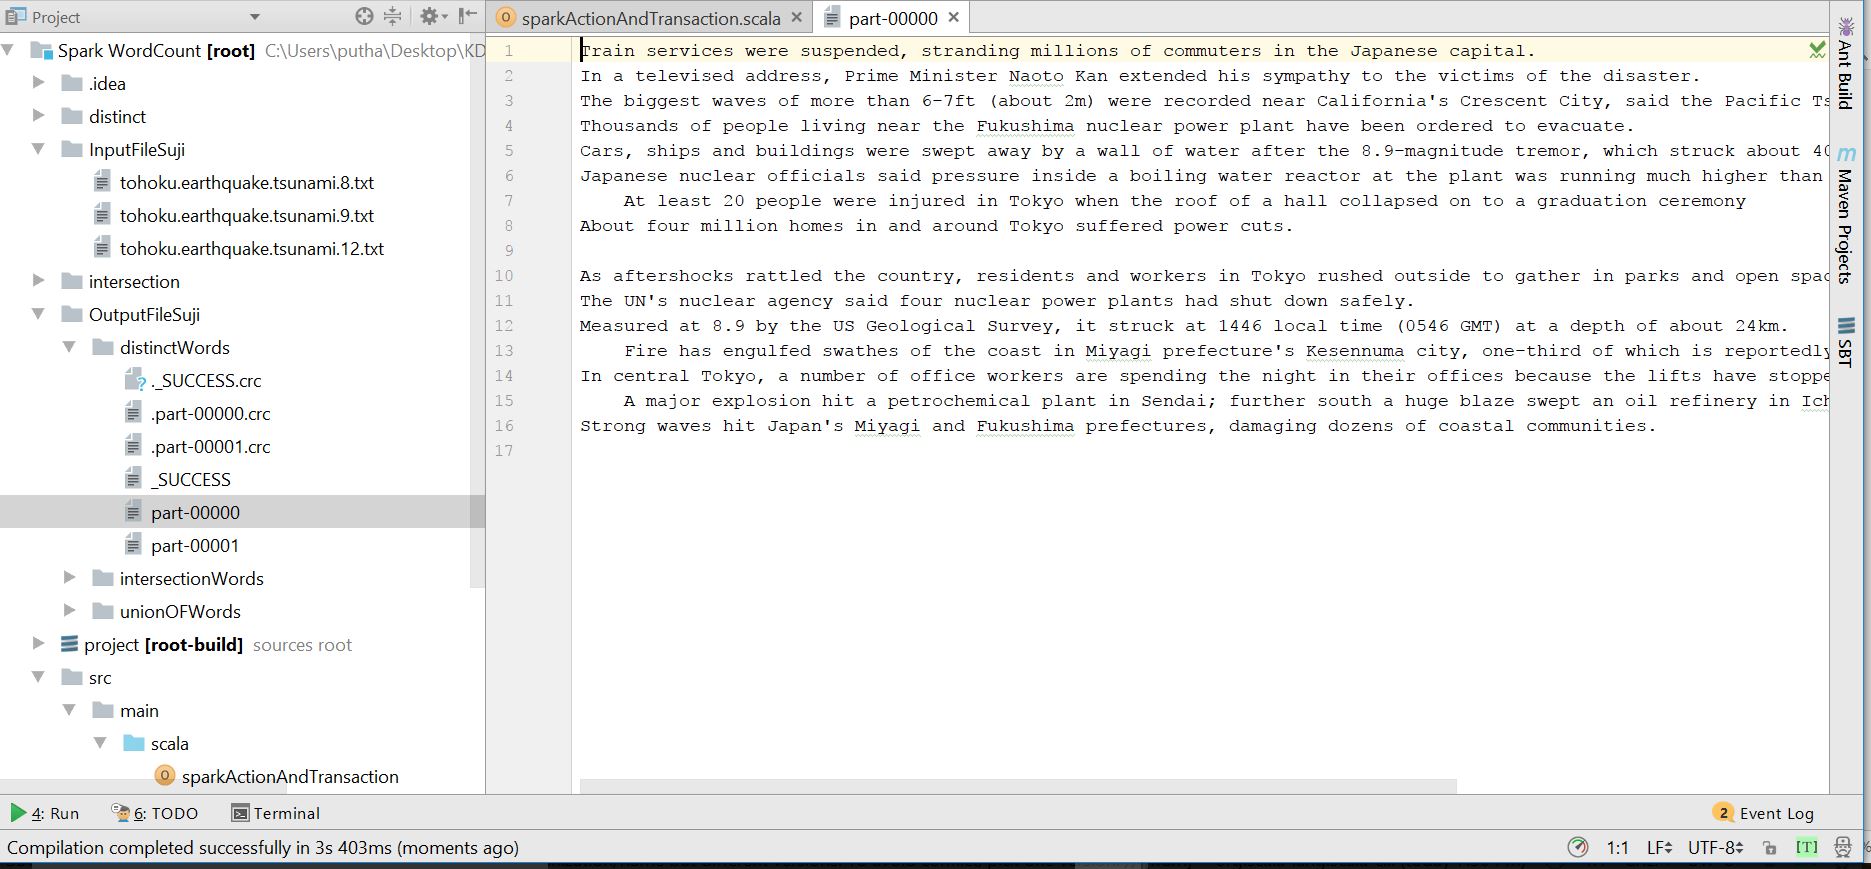 Project
Spark WordCount [root] C:\Users\putha\Desktop\KD
.idea
distinct
InputFileSuji
tohoku.earthquake.tsunami.8.txt
tohoku.earthquake.tsunami.9.txt
tohoku.earthquake.tsunami.12.txt
intersection
OutputFileSuji
distinctWords
._SUCCESS.crc
.part-00000.crc
.part-00001.crc
_SUCCESS
part-00000
part-00001
intersectionWords
unionOFWords
project [root-build] sources root
src
main
scala
sparkActionAndTransaction
sparkActionAndTransaction.scala
part-00000
1 Train services were suspended, stranding millions of commuters in the Japanese capital.
2 In a televised address, Prime Minister Naoto Kan extended his sympathy to the victims of the disaster.
3 The biggest waves of more than 6-7ft (about 2m) were recorded near California's Crescent City, said the Pacific Ts
4 Thousands of people living near the Fukushima nuclear power plant have been ordered to evacuate.
5 Cars, ships and buildings were swept away by a wall of water after the 8.9-magnitude tremor, which struck about 40
6 Japanese nuclear officials said pressure inside a boiling water reactor at the plant was running much higher than
7 At least 20 people were injured in Tokyo when the roof of a hall collapsed on to a graduation ceremony
8 About four million homes in and around Tokyo suffered power cuts.
9
10 As aftershocks rattled the country, residents and workers in Tokyo rushed outside to gather in parks and open spac
11 The UN's nuclear agency said four nuclear power plants had shut down safely.
12 Measured at 8.9 by the US Geological Survey, it struck at 1446 local time (0546 GMT) at a depth of about 24km.
13 Fire has engulfed swathes of the coast in Miyagi prefecture's Kesennuma city, one-third of which is reportedly
14 In central Tokyo, a number of office workers are spending the night in their offices because the lifts have stoppe
15 A major explosion hit a petrochemical plant in Sendai; further south a huge blaze swept an oil refinery in Ich
16 Strong waves hit Japan's Miyagi and Fukushima prefectures, damaging dozens of coastal communities.
17
Ant Build
Maven Projects
SBT
4: Run
6: TODO
Terminal
2 Event Log
Compilation completed successfully in 3s 403ms (moments ago)
1:1 LF UTF-8 [T]